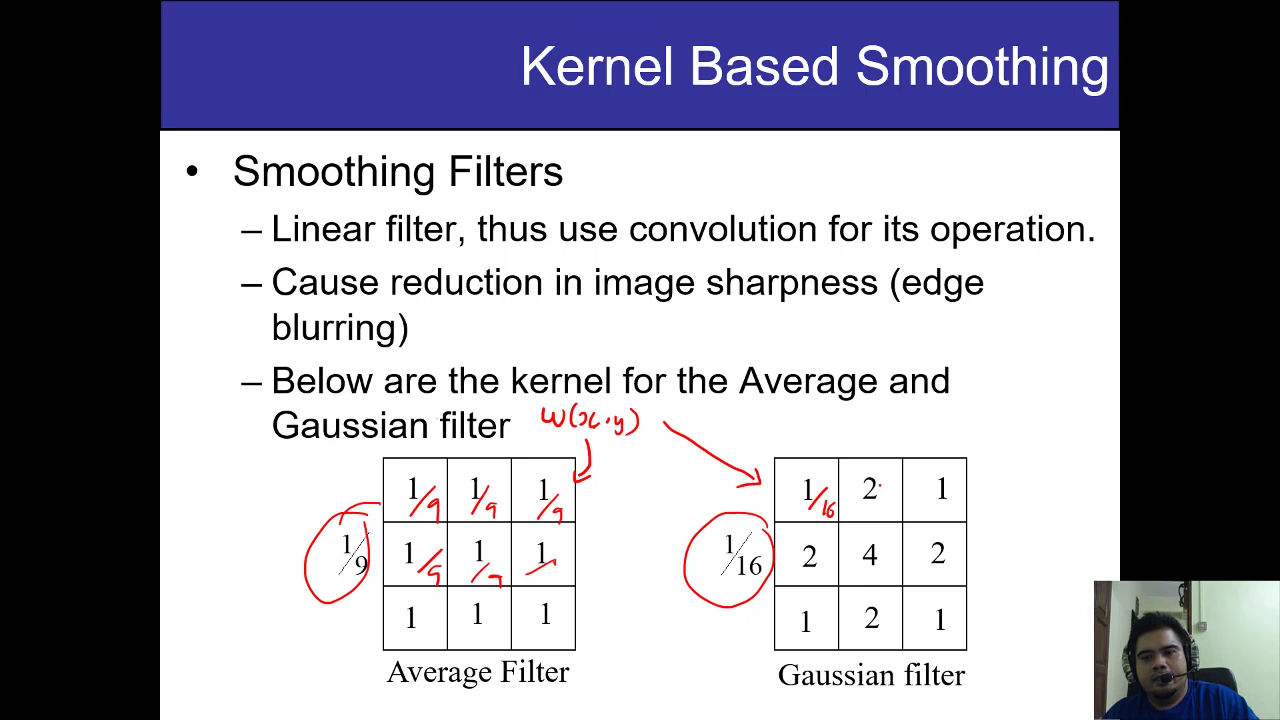 Kernel Based Smoothing
• Smoothing Filters
– Linear filter, thus use convolution for its operation.
– Cause reduction in image sharpness (edge
blurring)
– Below are the kernel for the Average and
Gaussian filter
w(x,y)
1/9 1/9 1/9
1/9 1/9 1/9 1/
1 1 1
Average Filter
1/16 2 1
1/16 2 4 2
1 2 1
Gaussian filter